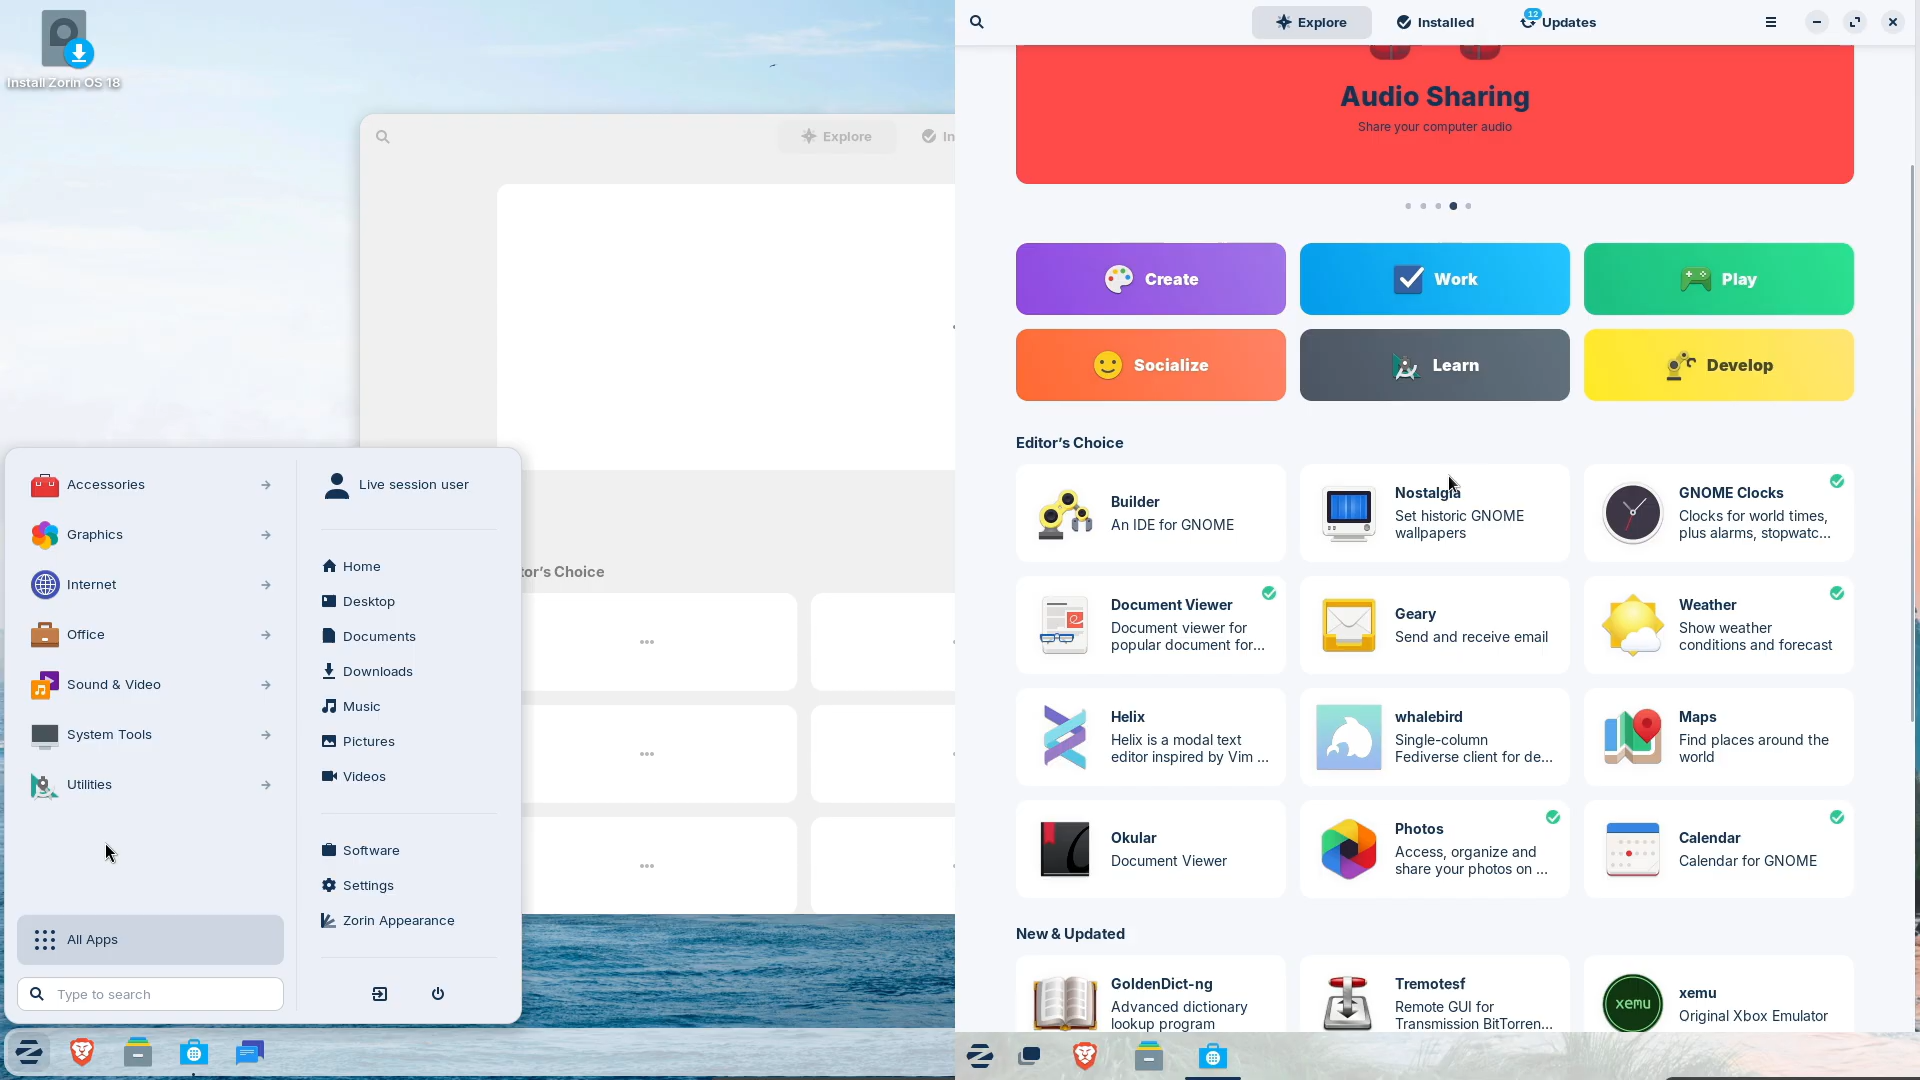 Install Zorin OS 18
Explore
In
tor's Choice
Accessories
Graphics
Internet
Office
Sound & Video
System Tools
Utilities
All Apps
Type to search
Live session user
Home
Desktop
Documents
Downloads
Music
Pictures
Videos
Software
Settings
Zorin Appearance
Explore
Installed
12
Updates
Audio Sharing
Share your computer audio
Create
Work
Play
Socialize
Learn
Develop
Editor's Choice
Builder
An IDE for GNOME
Nostalgia
Set historic GNOME
wallpapers
GNOME Clocks
Clocks for world times,
plus alarms, stopwatc...
Document Viewer
Document viewer for
popular document for...
Geary
Send and receive email
Weather
Show weather
conditions and forecast
Helix
Helix is a modal text
editor inspired by Vim ...
whalebird
Single-column
Fediverse client for de...
Maps
Find places around the
world
Okular
Document Viewer
Photos
Access, organize and
share your photos on ...
Calendar
Calendar for GNOME
New & Updated
GoldenDict-ng
Advanced dictionary
lookup program
Tremotesf
Remote GUI for
Transmission BitTorren...
xemu
xemu
Original Xbox Emulator